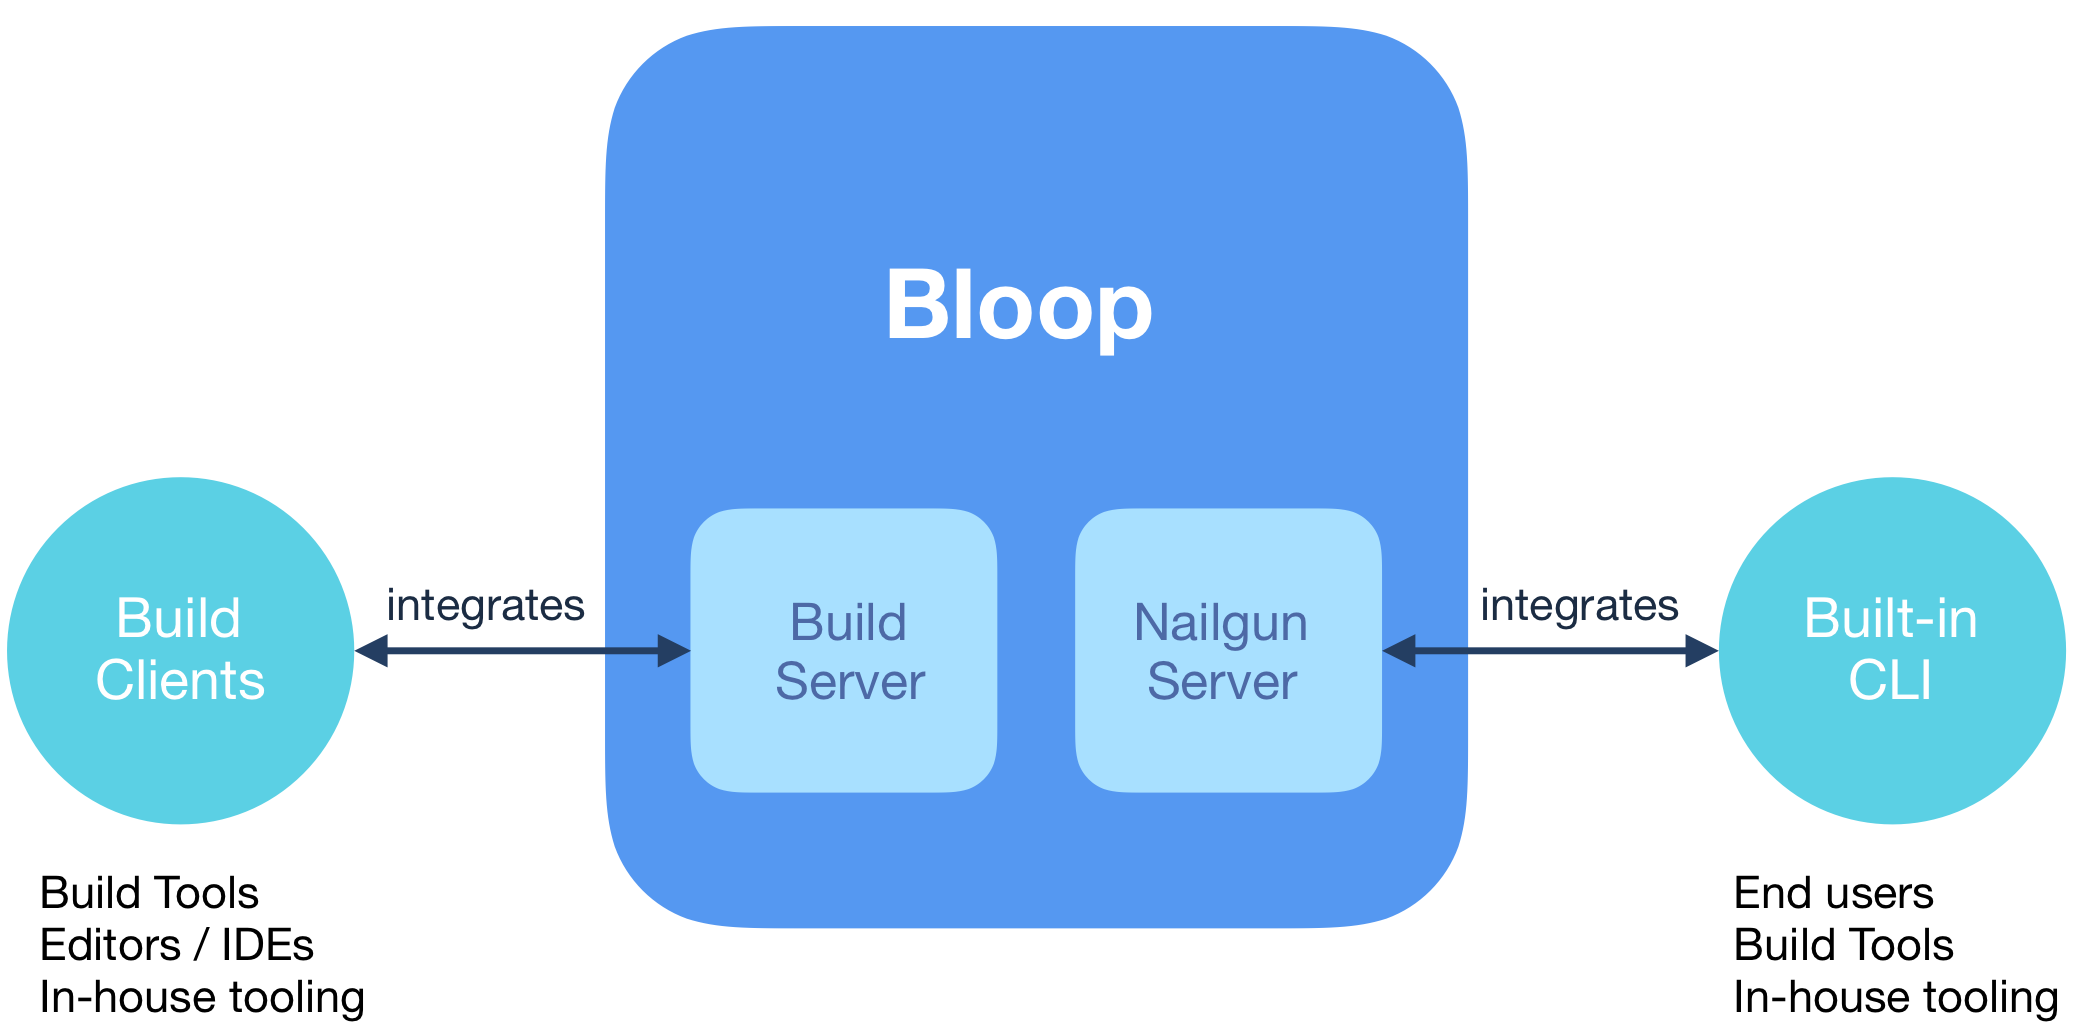 Bloop
Build
Clients
integrates
Build
Server
Nailgun
Server
integrates
Built-in
CLI
Build Tools
Editors / IDEs
In-house tooling
End users
Build Tools
In-house tooling